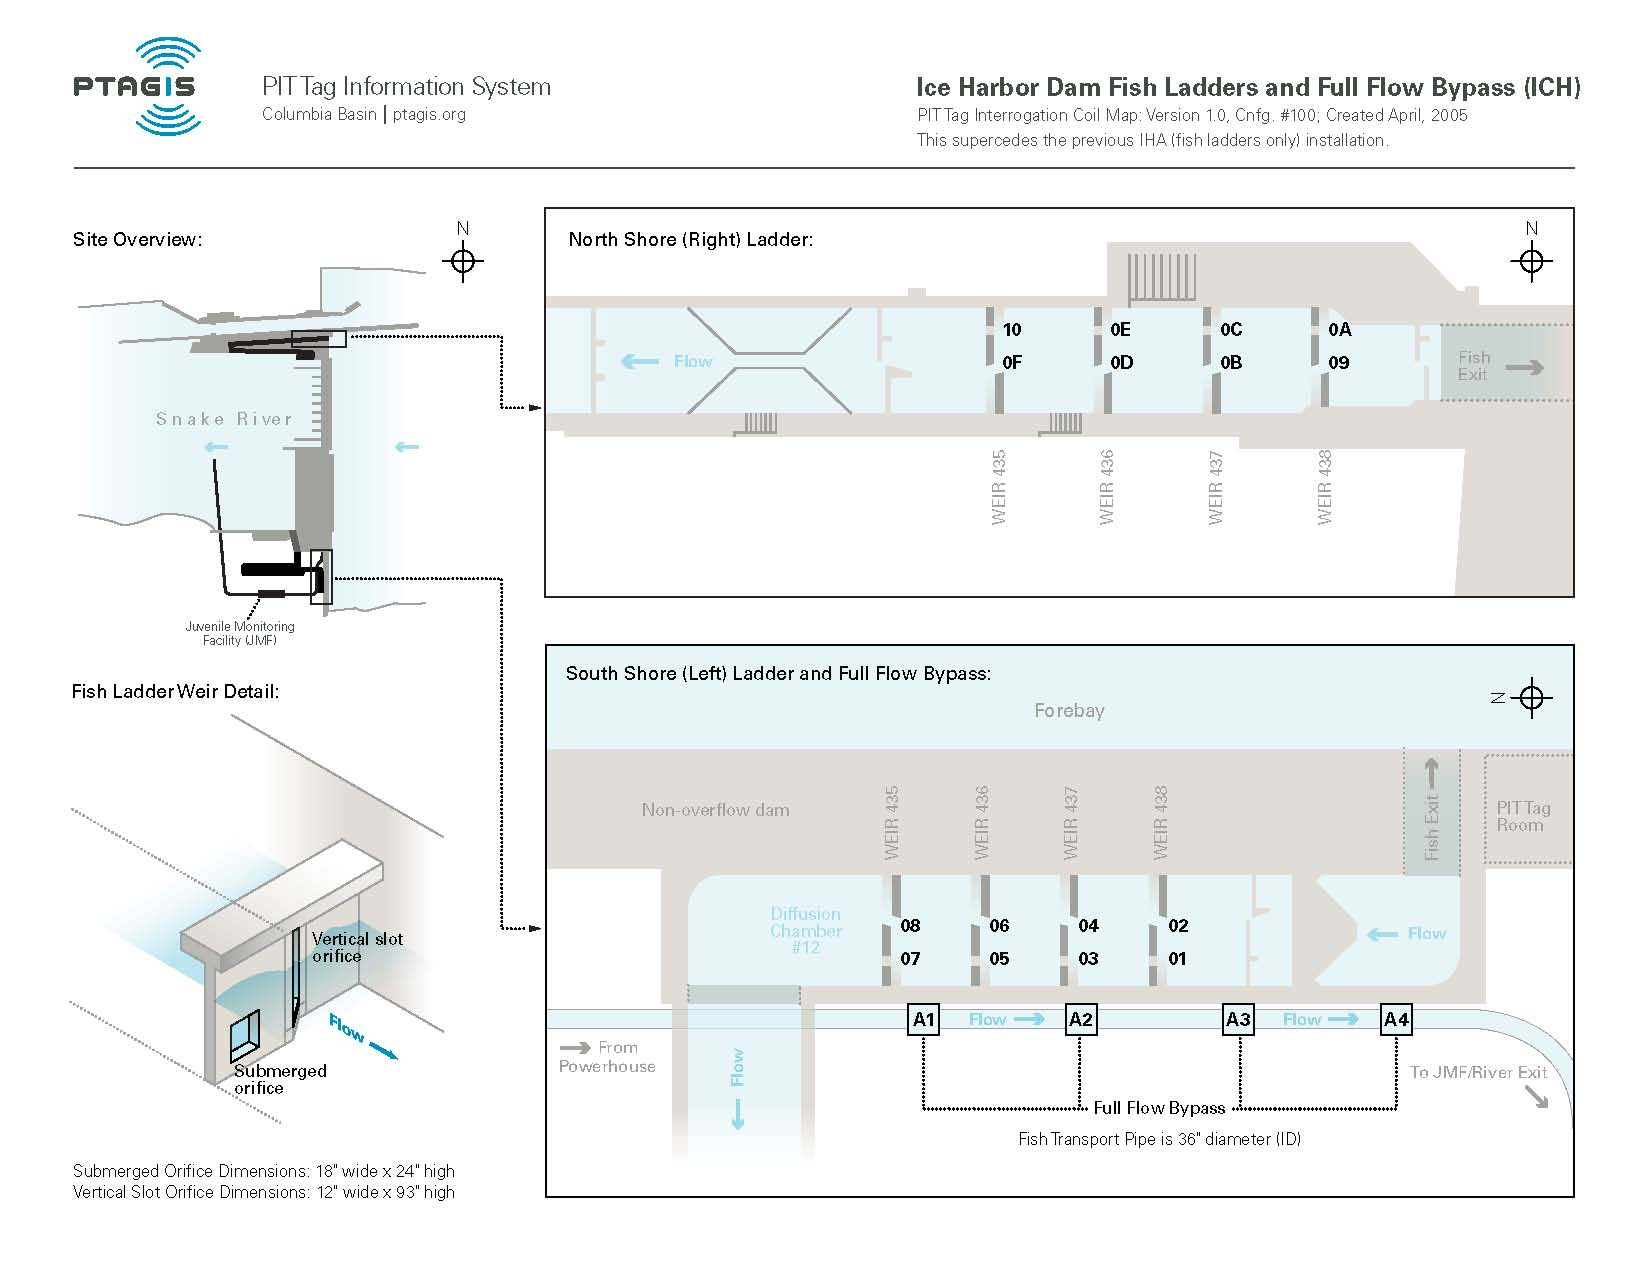 PTAGIS
PIT Tag Information System
Columbia Basin | ptagis.org
Ice Harbor Dam Fish Ladders and Full Flow Bypass (ICH)
PIT Tag Interrogation Coil Map: Version 1.0, Cnfg. #100; Created April, 2005
This supercedes the previous IHA (fish ladders only) installation.
Site Overview:
N
Snake River
Juvenile Monitoring
Facility (JMF)
North Shore (Right) Ladder:
N
10 0E 0C 0A
0F 0D 0B 09
Flow
Fish
Exit
WEIR 435
WEIR 436
WEIR 437
WEIR 438
Fish Ladder Weir Detail:
Vertical slot
orifice
Flow
Submerged
orifice
Submerged Orifice Dimensions: 18" wide x 24" high
Vertical Slot Orifice Dimensions: 12" wide x 93" high
South Shore (Left) Ladder and Full Flow Bypass:
N
Forebay
Non-overflow dam
WEIR 435
WEIR 436
WEIR 437
WEIR 438
Fish Exit
PIT Tag
Room
Diffusion
Chamber
#12
08 06 04 02
07 05 03 01
Flow
A1 Flow A2 A3 Flow A4
From
Powerhouse
Flow
To JMF/River Exit
Full Flow Bypass
Fish Transport Pipe is 36" diameter (ID)